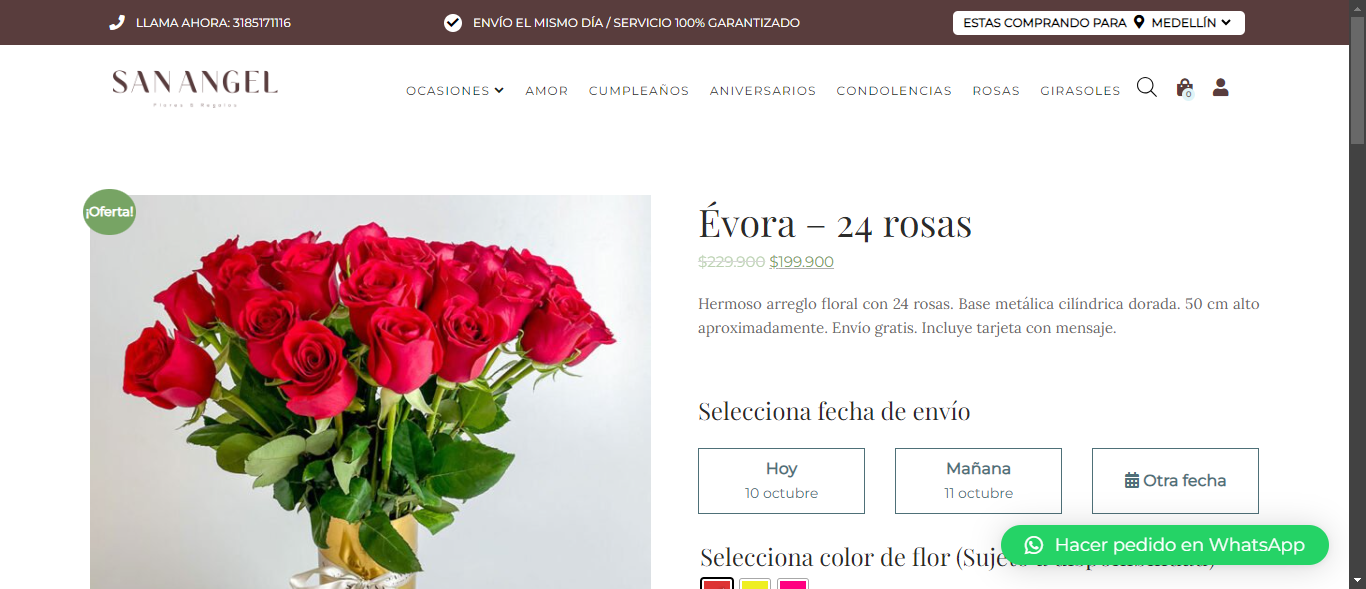 LLAMA AHORA: 3185171116
ENVÍO EL MISMO DÍA / SERVICIO 100% GARANTIZADO
ESTAS COMPRANDO PARA MEDELLÍN
SAN ANGEL
Flores & Regalos
OCASIONES AMOR CUMPLEAÑOS ANIVERSARIOS CONDOLENCIAS ROSAS GIRASOLES
0
¡Oferta!
Évora – 24 rosas
$229.900 $199.900
Hermoso arreglo floral con 24 rosas. Base metálica cilíndrica dorada. 50 cm alto
aproximadamente. Envío gratis. Incluye tarjeta con mensaje.
Selecciona fecha de envío
Hoy
10 octubre
Mañana
11 octubre
Otra fecha
Hacer pedido en WhatsApp
Selecciona color de flor